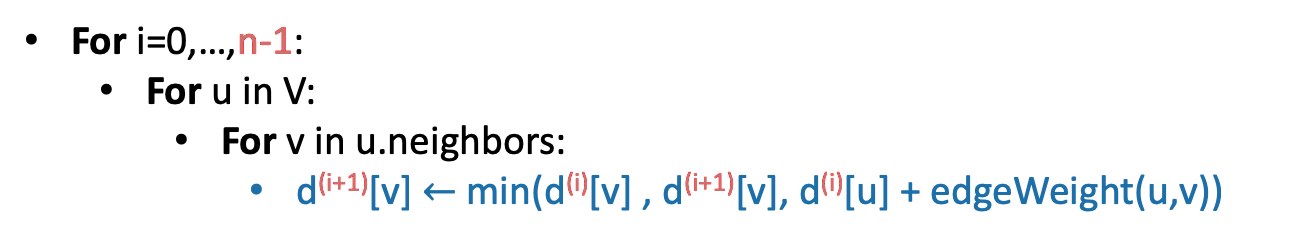 • For i=0,...,n-1:
• For u in V:
• For v in u.neighbors:
• d⁽ⁱ⁺¹⁾[v] ← min(d⁽ⁱ⁾[v] , d⁽ⁱ⁺¹⁾[v], d⁽ⁱ⁾[u] + edgeWeight(u,v))